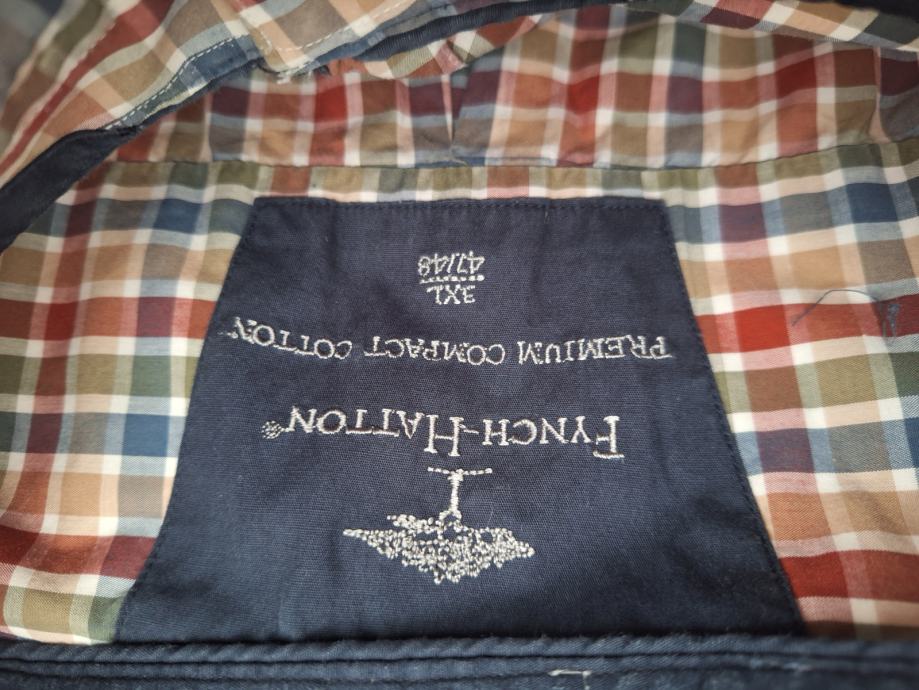 FYNCH-HATTON®
PREMIUM COMPACT COTTON
3XL
47/48